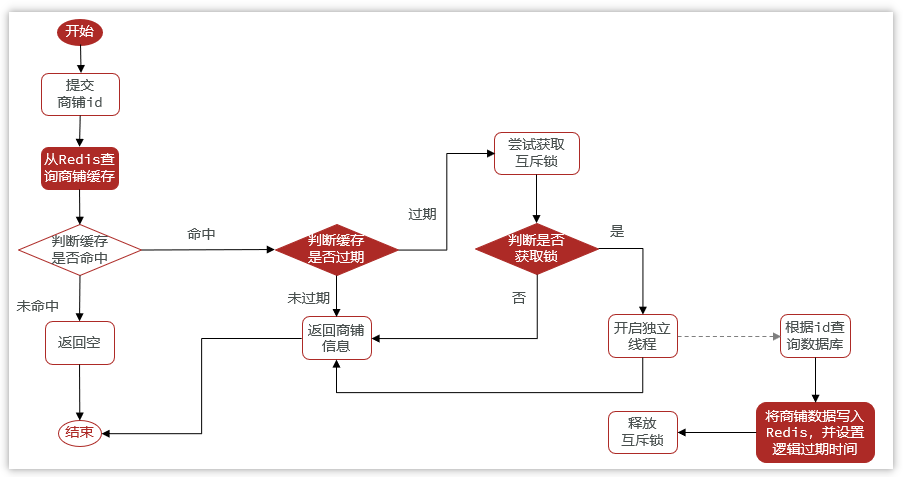 开始
提交
商铺id
从Redis查
询商铺缓存
判断缓存
是否命中
命中
未命中
返回空
结束
判断缓存
是否过期
过期
未过期
返回商铺
信息
尝试获取
互斥锁
判断是否
获取锁
是
否
开启独立
线程
根据id查
询数据库
将商铺数据写入
Redis，并设置
逻辑过期时间
释放
互斥锁